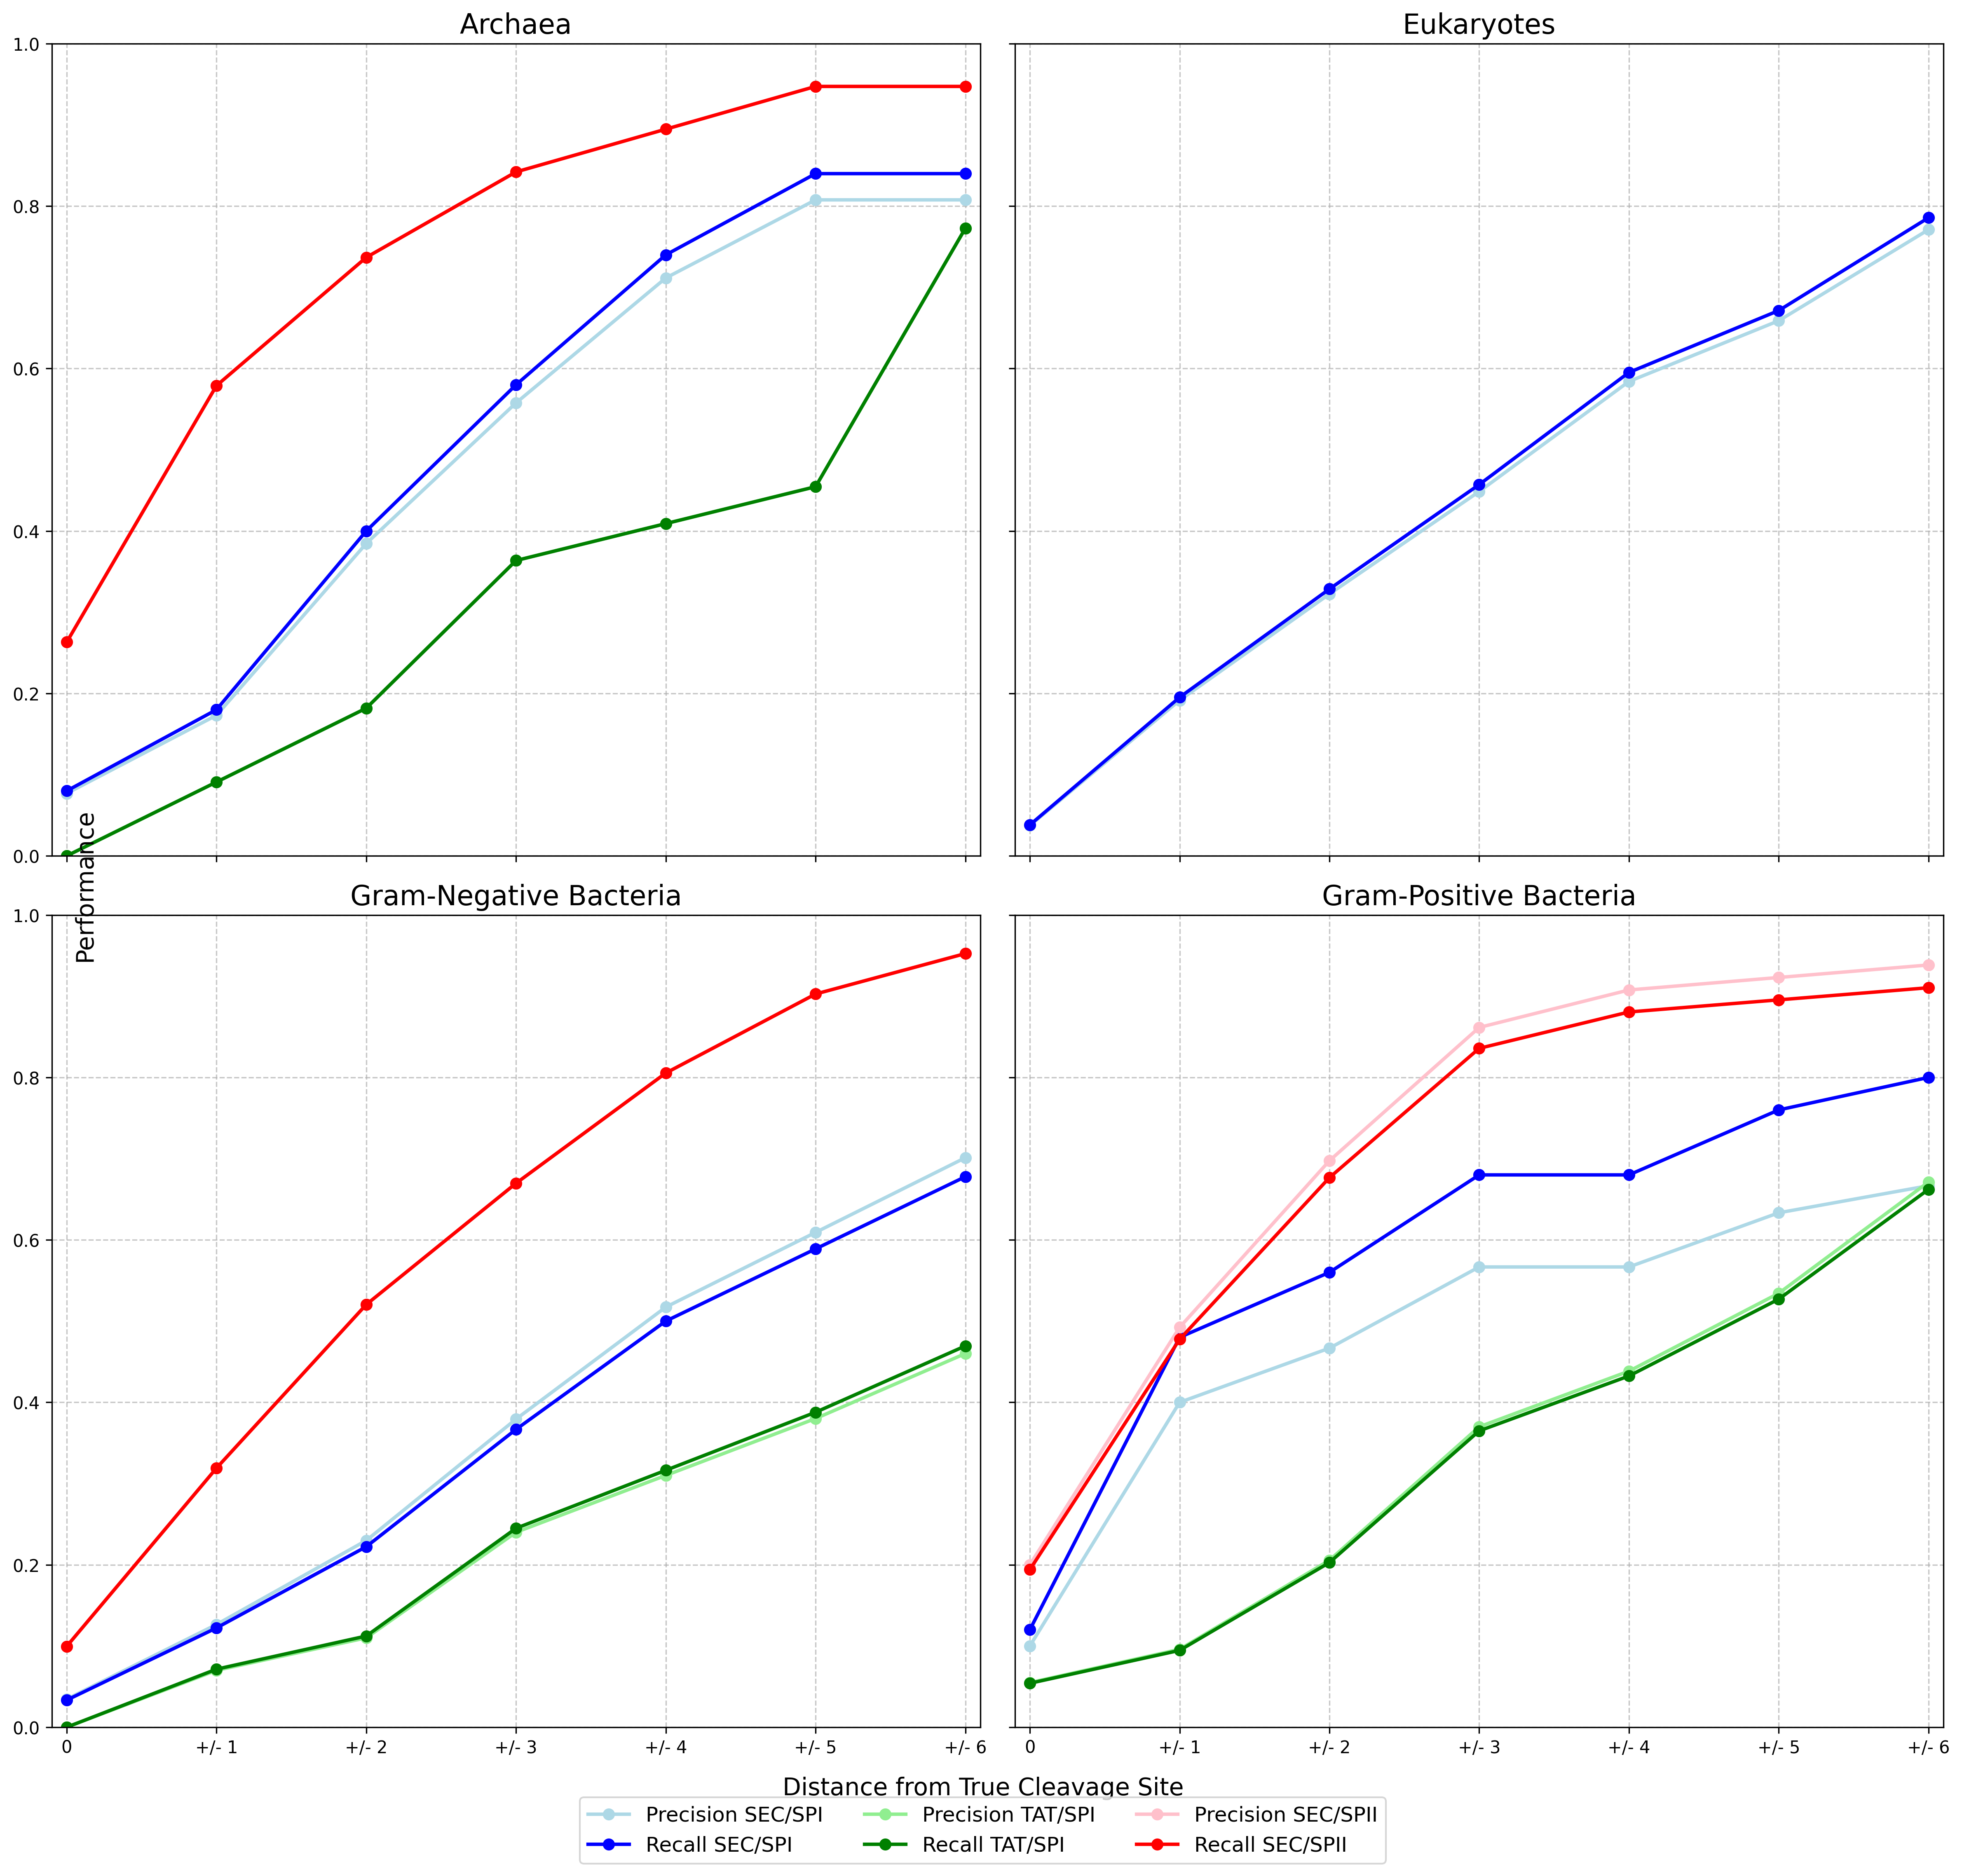 Archaea
Eukaryotes
1.0
0.8
0.6
0.4
0.2
0.0
Performance
Gram-Negative Bacteria
Gram-Positive Bacteria
1.0
0.8
0.6
0.4
0.2
0.0
0 +/- 1 +/- 2 +/- 3 +/- 4 +/- 5 +/- 6
0 +/- 1 +/- 2 +/- 3 +/- 4 +/- 5 +/- 6
Distance from True Cleavage Site
Precision SEC/SPI Precision TAT/SPI Precision SEC/SPII
Recall SEC/SPI Recall TAT/SPI Recall SEC/SPII